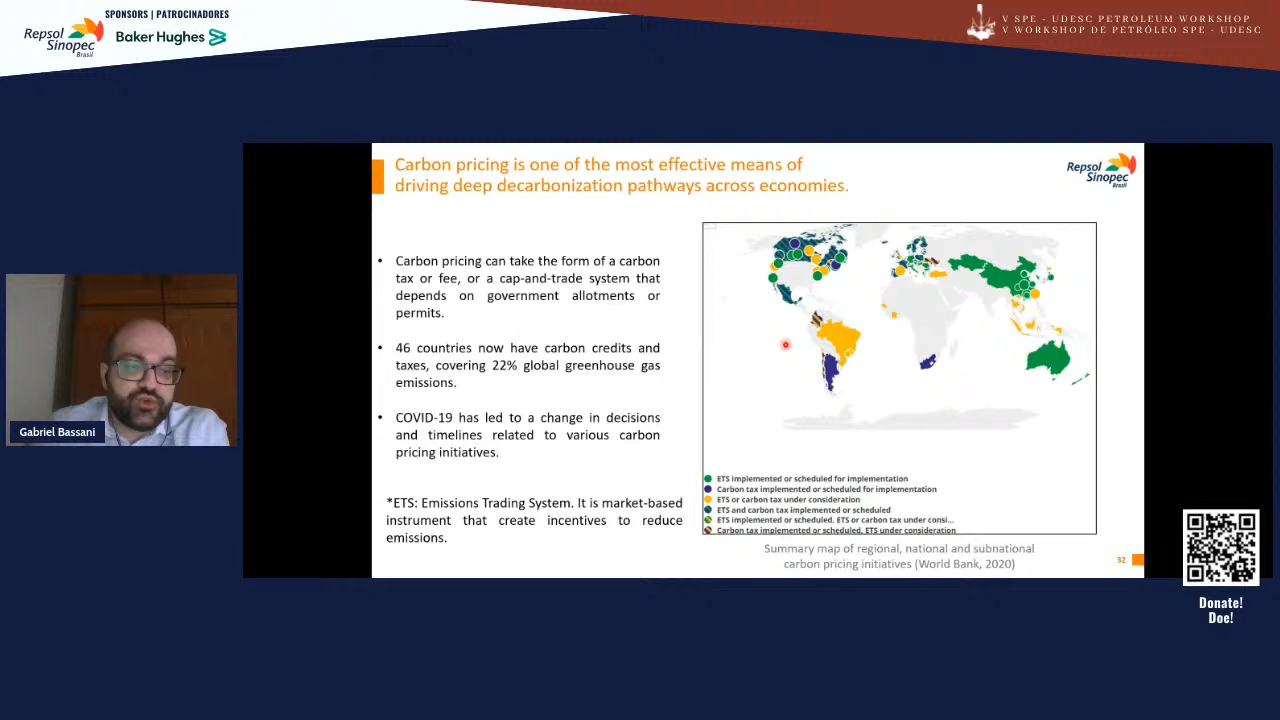 SPONSORS | PATROCINADORES
Repsol
Sinopec
Brasil
Baker Hughes
V SPE - UDESC PETROLEUM WORKSHOP
V WORKSHOP DE PETRÓLEO SPE - UDESC
Carbon pricing is one of the most effective means of
driving deep decarbonization pathways across economies.
Repsol
Sinopec
Brasil
• Carbon pricing can take the form of a carbon
tax or fee, or a cap-and-trade system that
depends on government allotments or
permits.
• 46 countries now have carbon credits and
taxes, covering 22% global greenhouse gas
emissions.
• COVID-19 has led to a change in decisions
and timelines related to various carbon
pricing initiatives.
*ETS: Emissions Trading System. It is market-based
instrument that create incentives to reduce
emissions.
ETS implemented or scheduled for implementation
Carbon tax implemented or scheduled for implementation
ETS or carbon tax under consideration
ETS and carbon tax implemented or scheduled
ETS implemented or scheduled, ETS or carbon tax under consi...
Carbon tax implemented or scheduled, ETS under consideration
Summary map of regional, national and subnational
carbon pricing initiatives (World Bank, 2020)
32
Gabriel Bassani
Donate!
Doe!